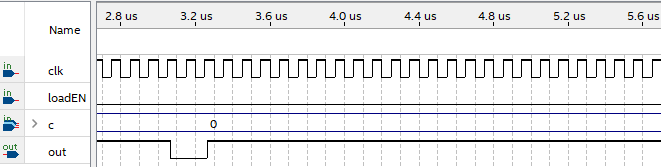 2.8 us 3.2 us 3.6 us 4.0 us 4.4 us 4.8 us 5.2 us 5.6 us
Name
in clk
in loadEN
in > c 0
out out